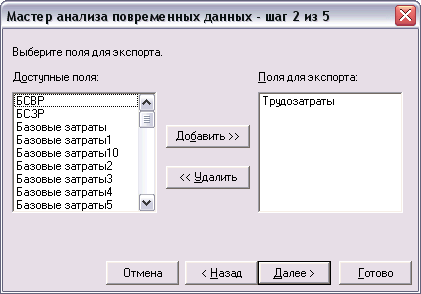 Мастер анализа повременных данных - шаг 2 из 5
Выберите поля для экспорта.
Доступные поля:
Поля для экспорта:
БСВР
БСЗР
Базовые затраты
Базовые затраты1
Базовые затраты10
Базовые затраты2
Базовые затраты3
Базовые затраты4
Базовые затраты5
Добавить >>
<< Удалить
Трудозатраты
Отмена
< Назад
Далее >
Готово